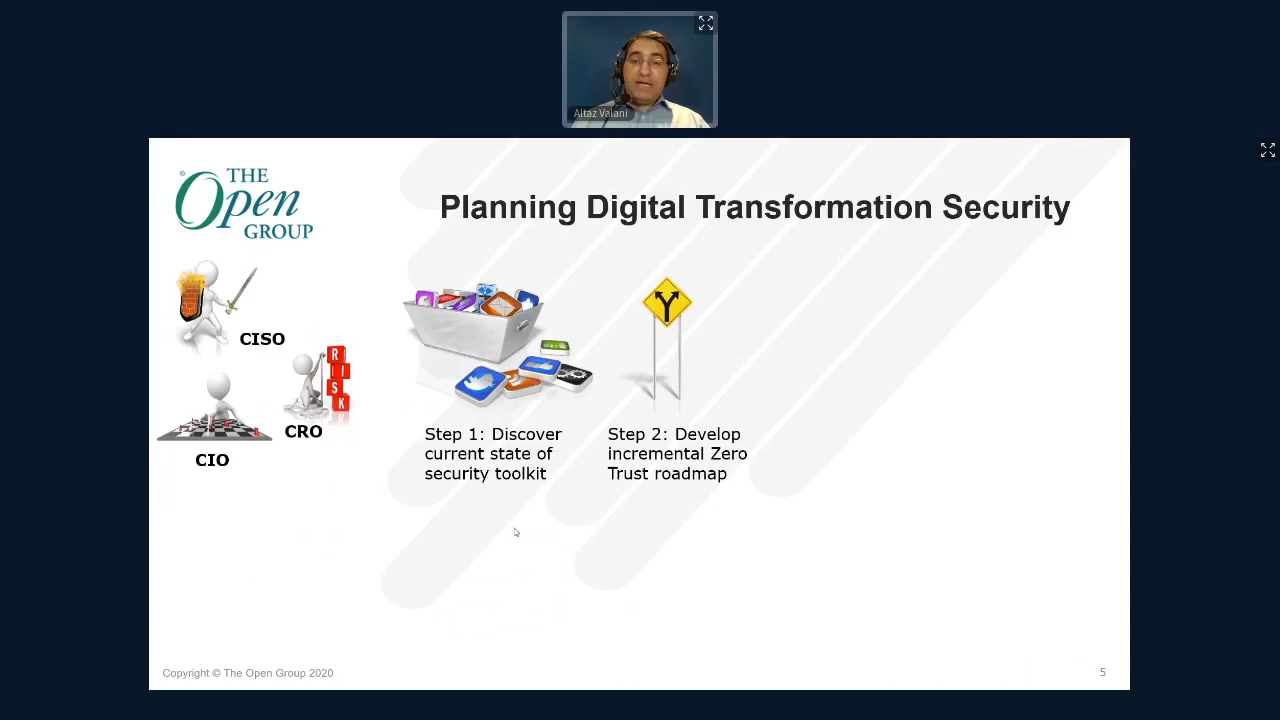 Altaz Valani
THE
Open
GROUP
®
Planning Digital Transformation Security
CISO
R
I
S
K
CRO
CIO
Step 1: Discover
current state of
security toolkit
Step 2: Develop
incremental Zero
Trust roadmap
Copyright © The Open Group 2020
5